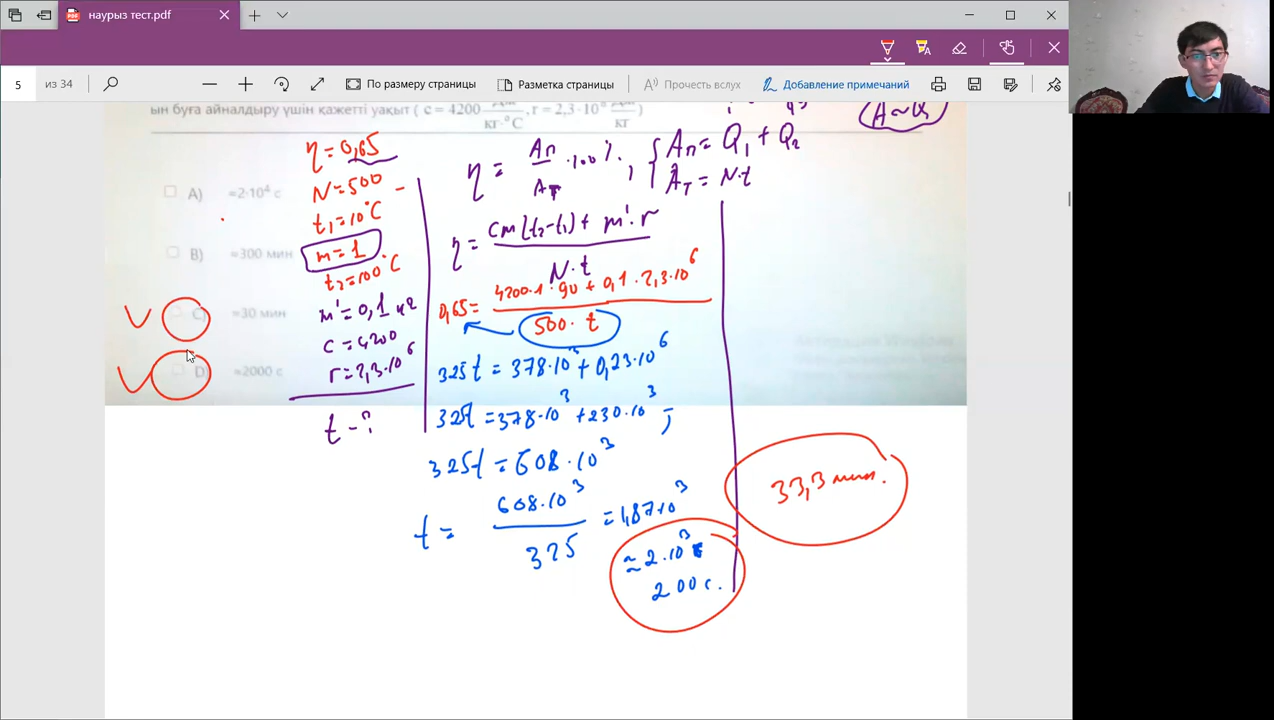 наурыз тест.pdf
5 из 34
По размеру страницы
Разметка страницы
Прочесть вслух
Добавление примечаний
ын буға айналдыру үшін қажетті уақыт ( c = 4200 кг·°C , r = 2,3 · 10 кг )
A) ≈2·10⁴ с
B) ≈300 мин
C) ≈30 мин
D) ≈2000 с
η = 0,65
N = 500
t₁ = 10°C
m = 1
t₂ = 100°C
m' = 0,1 кг
c = 4200
r = 2,3·10⁶
t - ?
η = Aп/Aт · 100%, { Aп = Q₁ + Q₂
Aт = N·t
(A ~ Q)
η = cm(t₂-t₁) + m'·r / N·t
0,65 = 4200·1·90 + 0,1·2,3·10⁶ / 500·t
325t = 378·10³ + 0,23·10⁶
325t = 378·10³ + 230·10³ ;
325t = 608·10³
t = 608·10³ / 325 = 1,87·10³
≈ 2·10³
200 с.
33,3 мин.